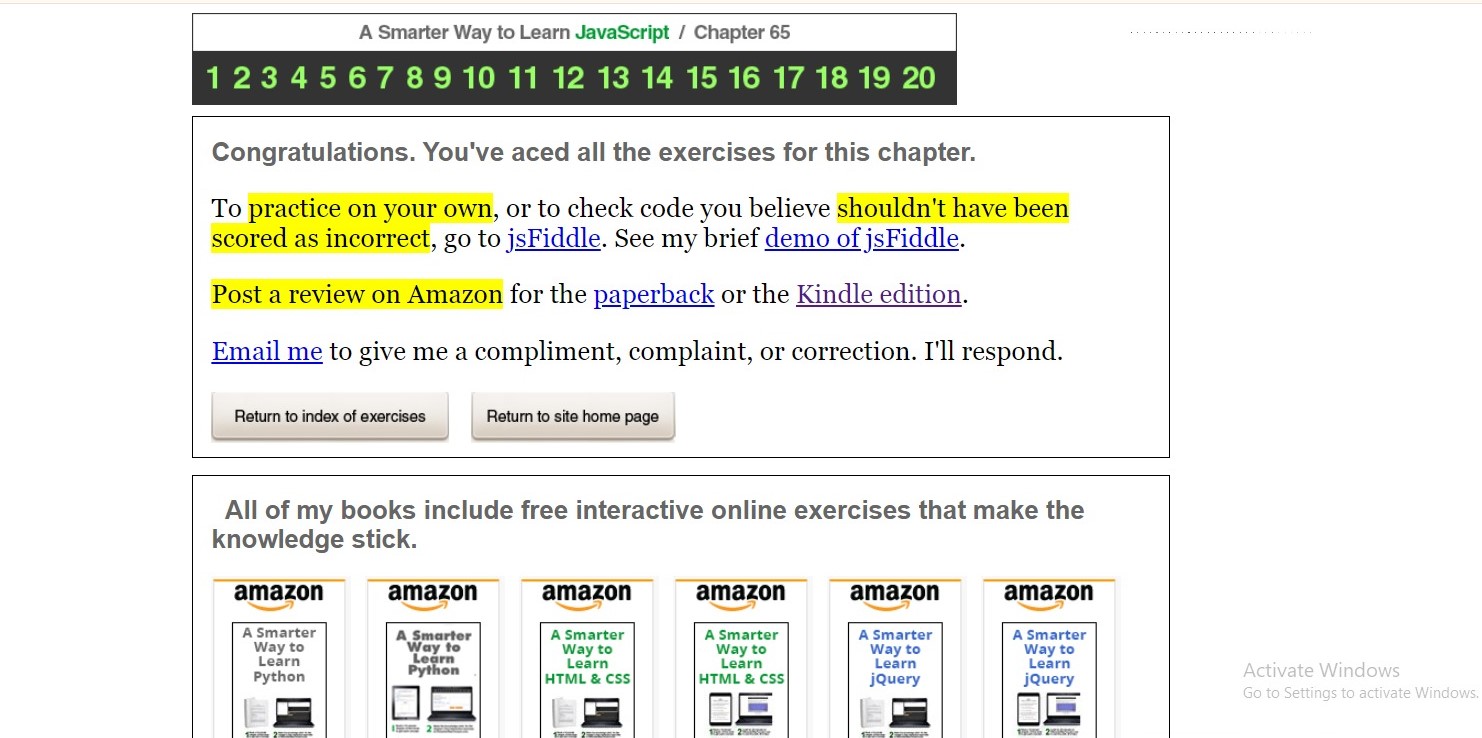 A Smarter Way to Learn JavaScript / Chapter 65
1 2 3 4 5 6 7 8 9 10 11 12 13 14 15 16 17 18 19 20
Congratulations. You've aced all the exercises for this chapter.
To practice on your own, or to check code you believe shouldn't have been
scored as incorrect, go to jsFiddle. See my brief demo of jsFiddle.
Post a review on Amazon for the paperback or the Kindle edition.
Email me to give me a compliment, complaint, or correction. I'll respond.
Return to index of exercises Return to site home page
All of my books include free interactive online exercises that make the
knowledge stick.
amazon amazon amazon amazon amazon amazon
A Smarter
Way to
Learn
Python
A Smarter
Way to
Learn
Python
A Smarter
Way to
Learn
HTML & CSS
A Smarter
Way to
Learn
HTML & CSS
A Smarter
Way to
Learn
jQuery
A Smarter
Way to
Learn
jQuery
Activate Windows
Go to Settings to activate Windows.